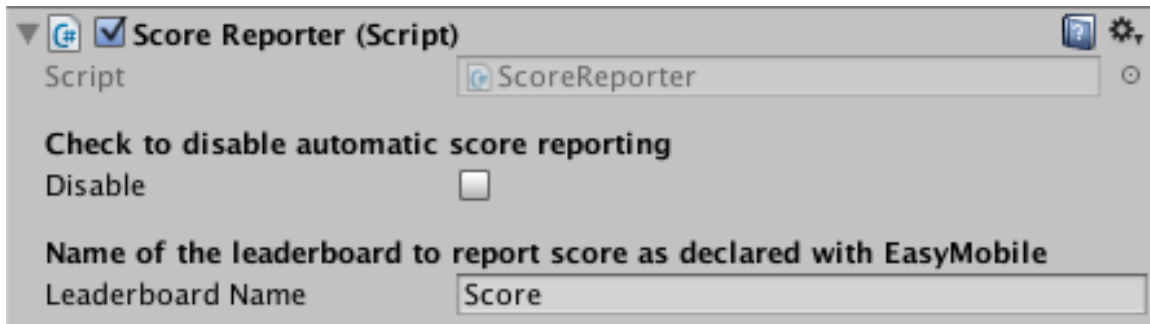 Score Reporter (Script)
Script ScoreReporter
Check to disable automatic score reporting
Disable
Name of the leaderboard to report score as declared with EasyMobile
Leaderboard Name Score